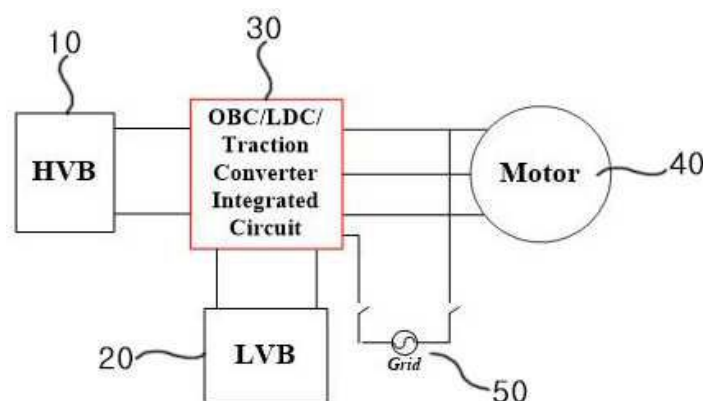 10
30
HVB
OBC/LDC/
Traction
Converter
Integrated
Circuit
Motor
40
20
LVB
Grid
50